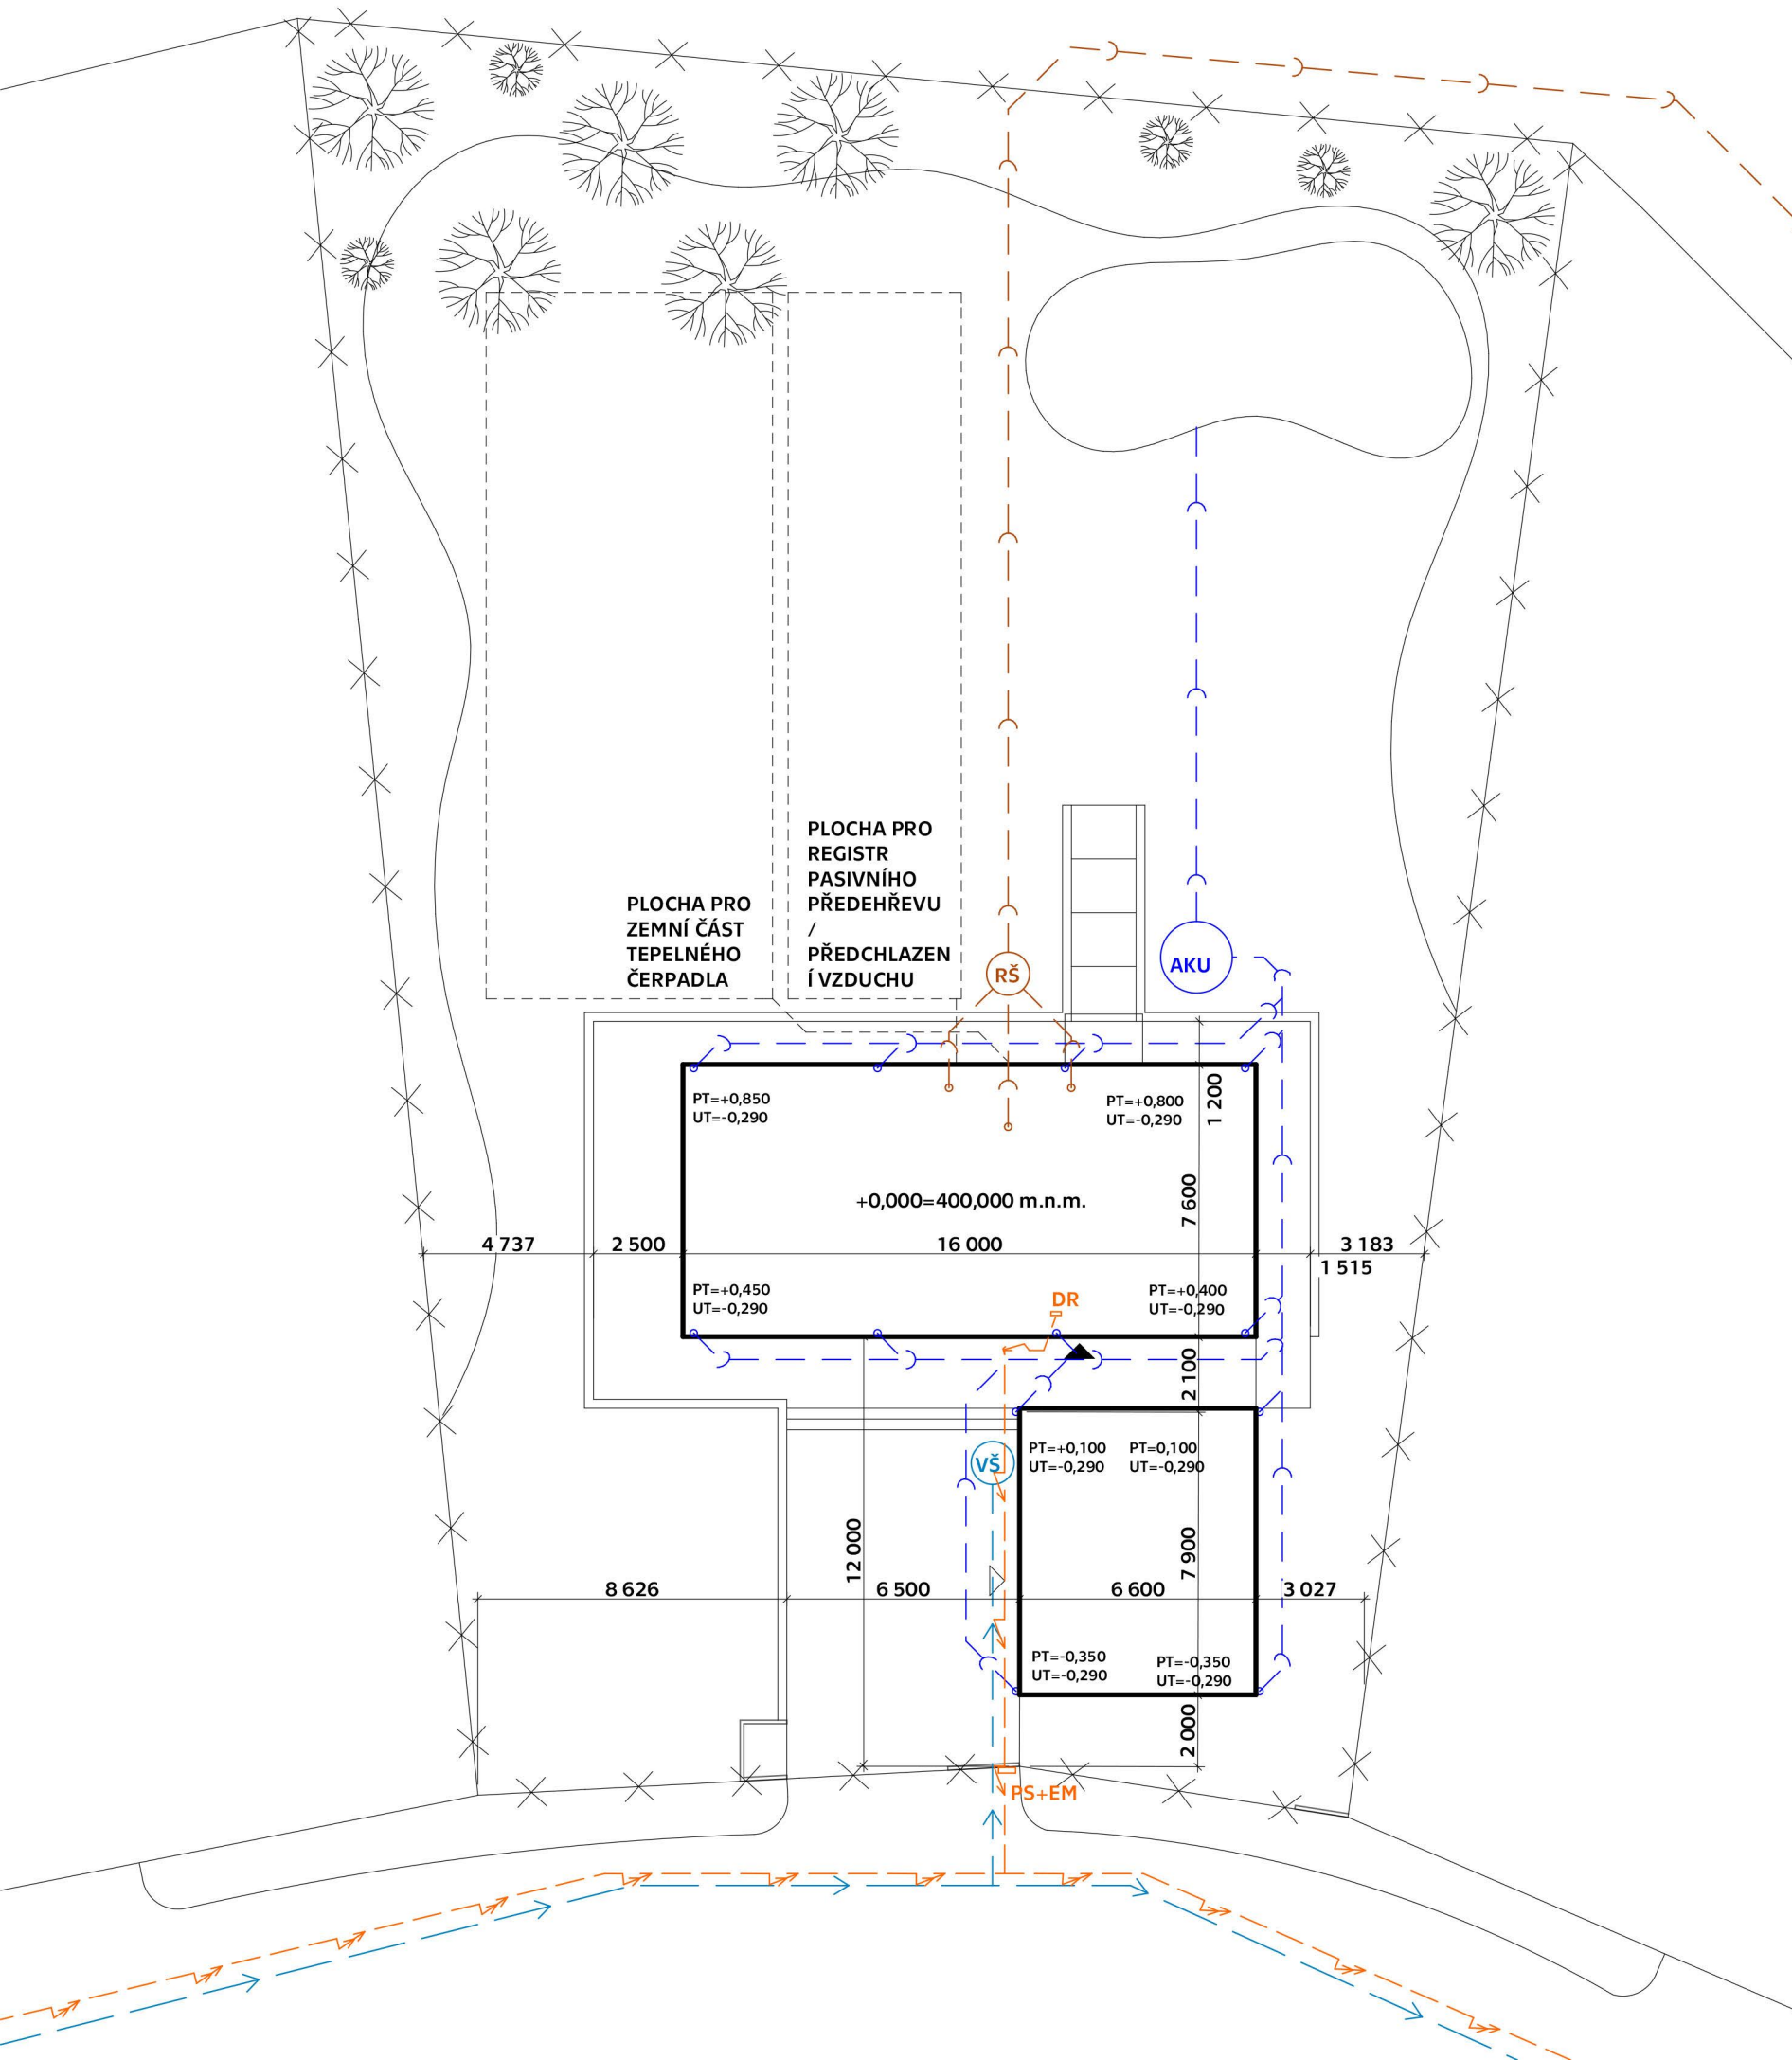 PLOCHA PRO
REGISTR
PASIVNÍHO
PŘEDEHŘEVU
/
PŘEDCHLAZEN
Í VZDUCHU
PLOCHA PRO
ZEMNÍ ČÁST
TEPELNÉHO
ČERPADLA
RŠ
AKU
PT=+0,850
UT=-0,290
PT=+0,800
UT=-0,290
1 200
+0,000=400,000 m.n.m.
7 600
4 737
2 500
16 000
3 183
1 515
PT=+0,450
UT=-0,290
DR
PT=+0,400
UT=-0,290
2 100
VŠ
PT=+0,100
UT=-0,290
PT=0,100
UT=-0,290
12 000
7 900
8 626
6 500
6 600
3 027
PT=-0,350
UT=-0,290
PT=-0,350
UT=-0,290
2 000
PS+EM